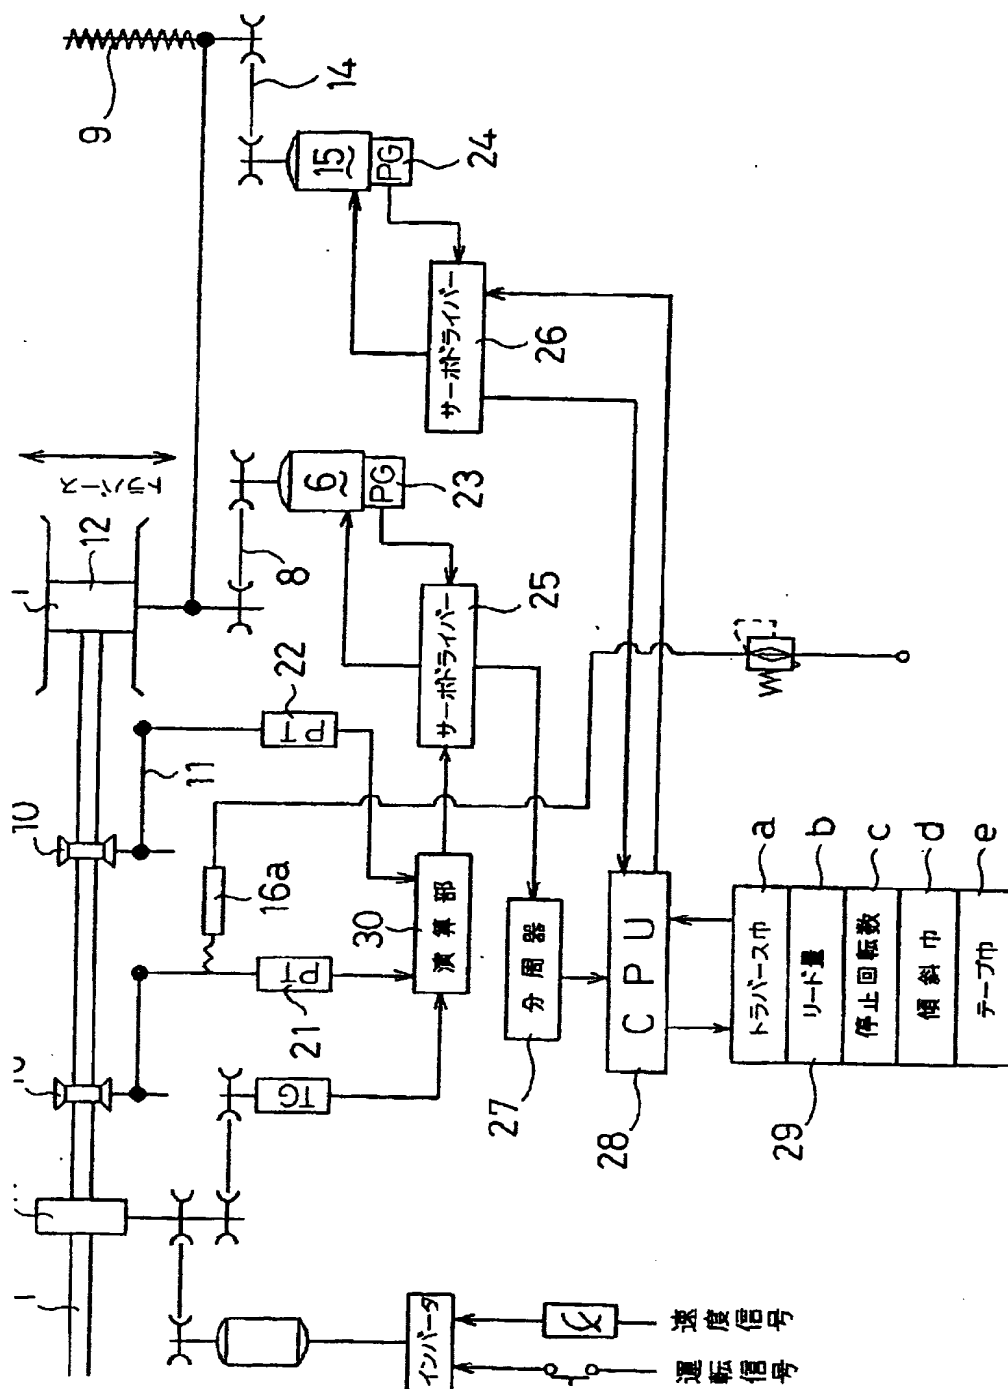 9
14
15
PG
24
サーボドライバー
26
トラバース
12
8
6
PG
23
サーボドライバー
25
10
11
PT
22
16a
PT
21
TG
演算部
30
分周器
27
CPU
28
トラバース巾
a
リード量
b
停止回転数
c
傾斜巾
d
テープ巾
e
29
インバータ
速度信号
運転信号